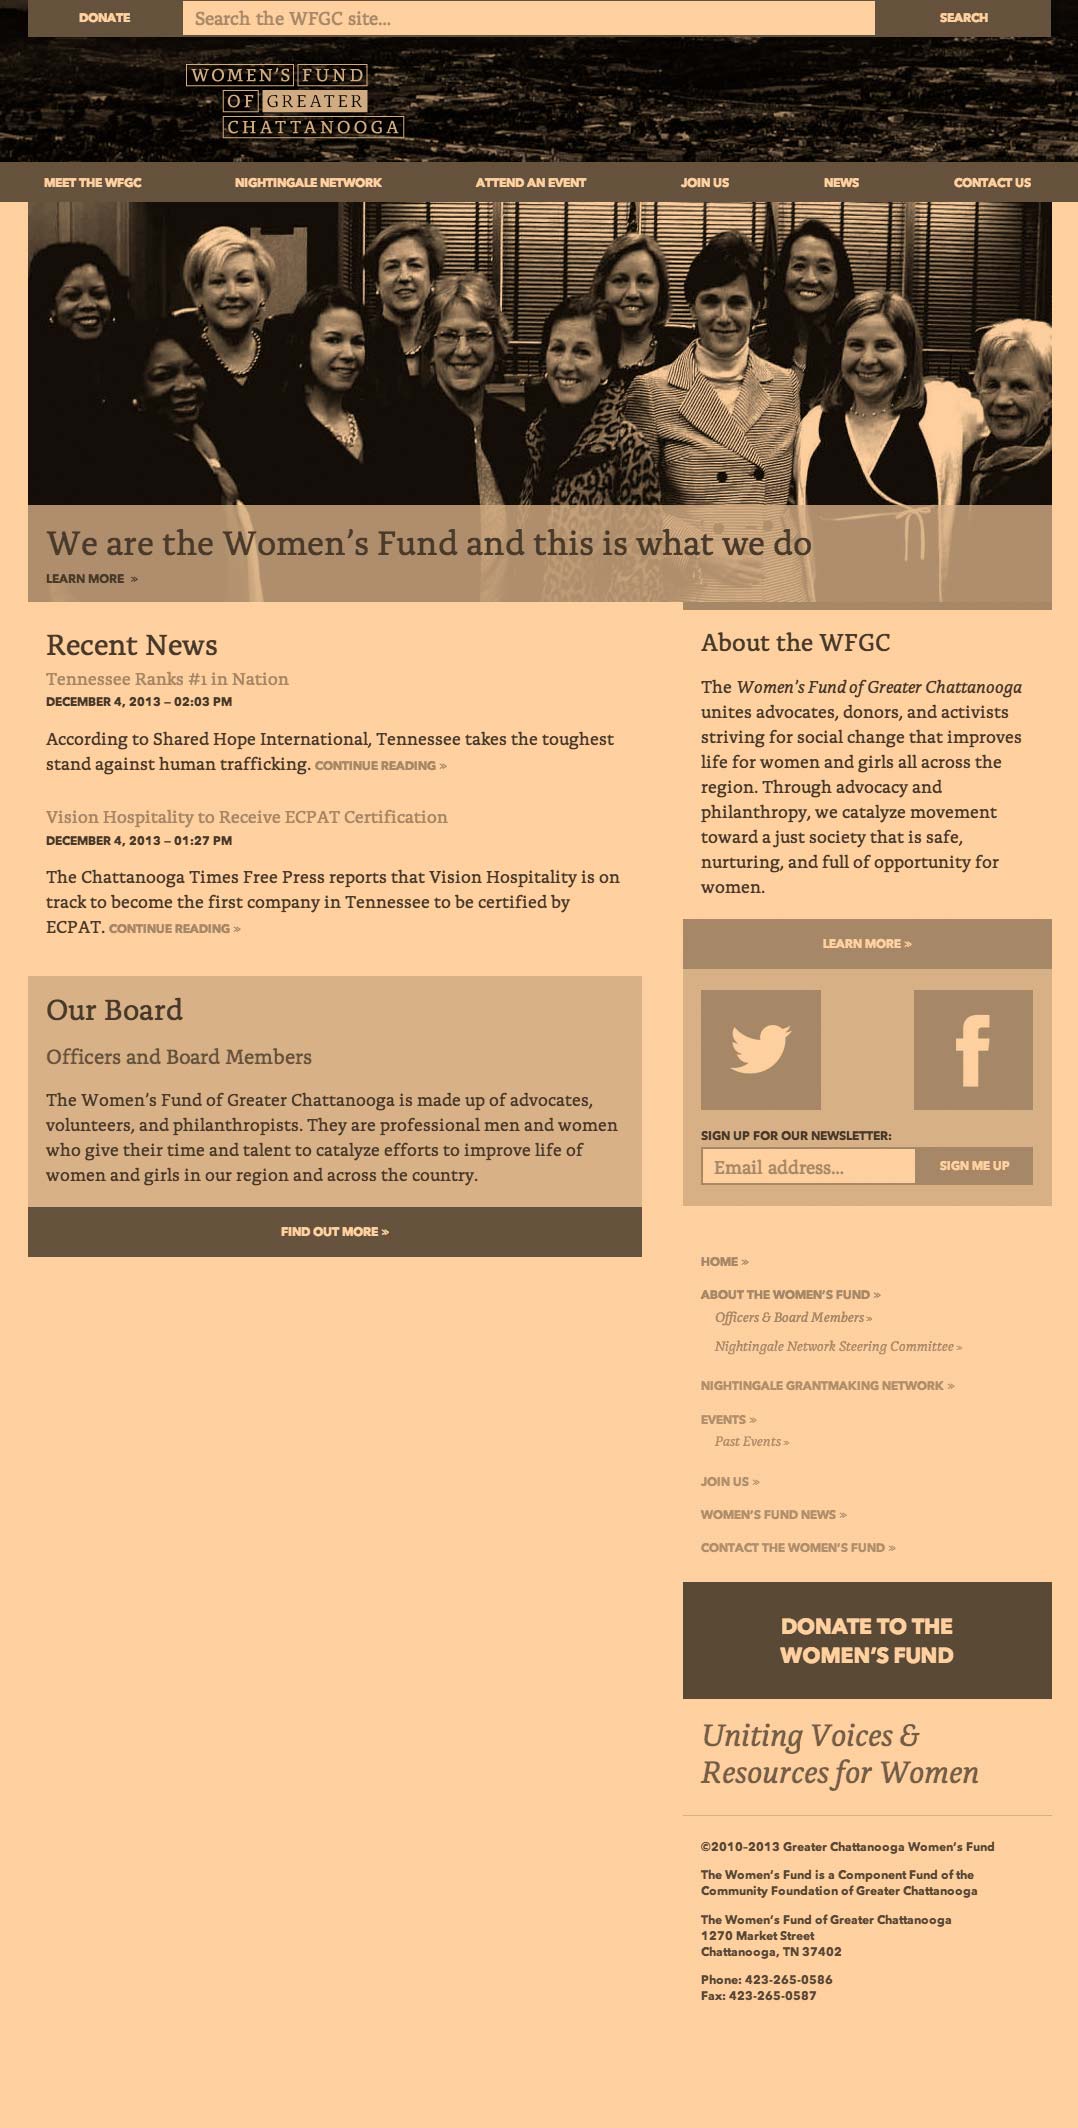 DONATE
Search the WFGC site...
SEARCH
WOMEN'S FUND
OF GREATER
CHATTANOOGA
MEET THE WFGC
NIGHTINGALE NETWORK
ATTEND AN EVENT
JOIN US
NEWS
CONTACT US
We are the Women's Fund and this is what we do
LEARN MORE »
Recent News
Tennessee Ranks #1 in Nation
DECEMBER 4, 2013 – 02:03 PM
According to Shared Hope International, Tennessee takes the toughest
stand against human trafficking. CONTINUE READING »
Vision Hospitality to Receive ECPAT Certification
DECEMBER 4, 2013 – 01:27 PM
The Chattanooga Times Free Press reports that Vision Hospitality is on
track to become the first company in Tennessee to be certified by
ECPAT. CONTINUE READING »
Our Board
Officers and Board Members
The Women's Fund of Greater Chattanooga is made up of advocates,
volunteers, and philanthropists. They are professional men and women
who give their time and talent to catalyze efforts to improve life of
women and girls in our region and across the country.
FIND OUT MORE »
About the WFGC
The Women's Fund of Greater Chattanooga
unites advocates, donors, and activists
striving for social change that improves
life for women and girls all across the
region. Through advocacy and
philanthropy, we catalyze movement
toward a just society that is safe,
nurturing, and full of opportunity for
women.
LEARN MORE »
SIGN UP FOR OUR NEWSLETTER:
Email address...
SIGN ME UP
HOME »
ABOUT THE WOMEN'S FUND »
Officers & Board Members »
Nightingale Network Steering Committee »
NIGHTINGALE GRANTMAKING NETWORK »
EVENTS »
Past Events »
JOIN US »
WOMEN'S FUND NEWS »
CONTACT THE WOMEN'S FUND »
DONATE TO THE
WOMEN'S FUND
Uniting Voices &
Resources for Women
©2010–2013 Greater Chattanooga Women's Fund
The Women's Fund is a Component Fund of the
Community Foundation of Greater Chattanooga
The Women's Fund of Greater Chattanooga
1270 Market Street
Chattanooga, TN 37402
Phone: 423-265-0586
Fax: 423-265-0587